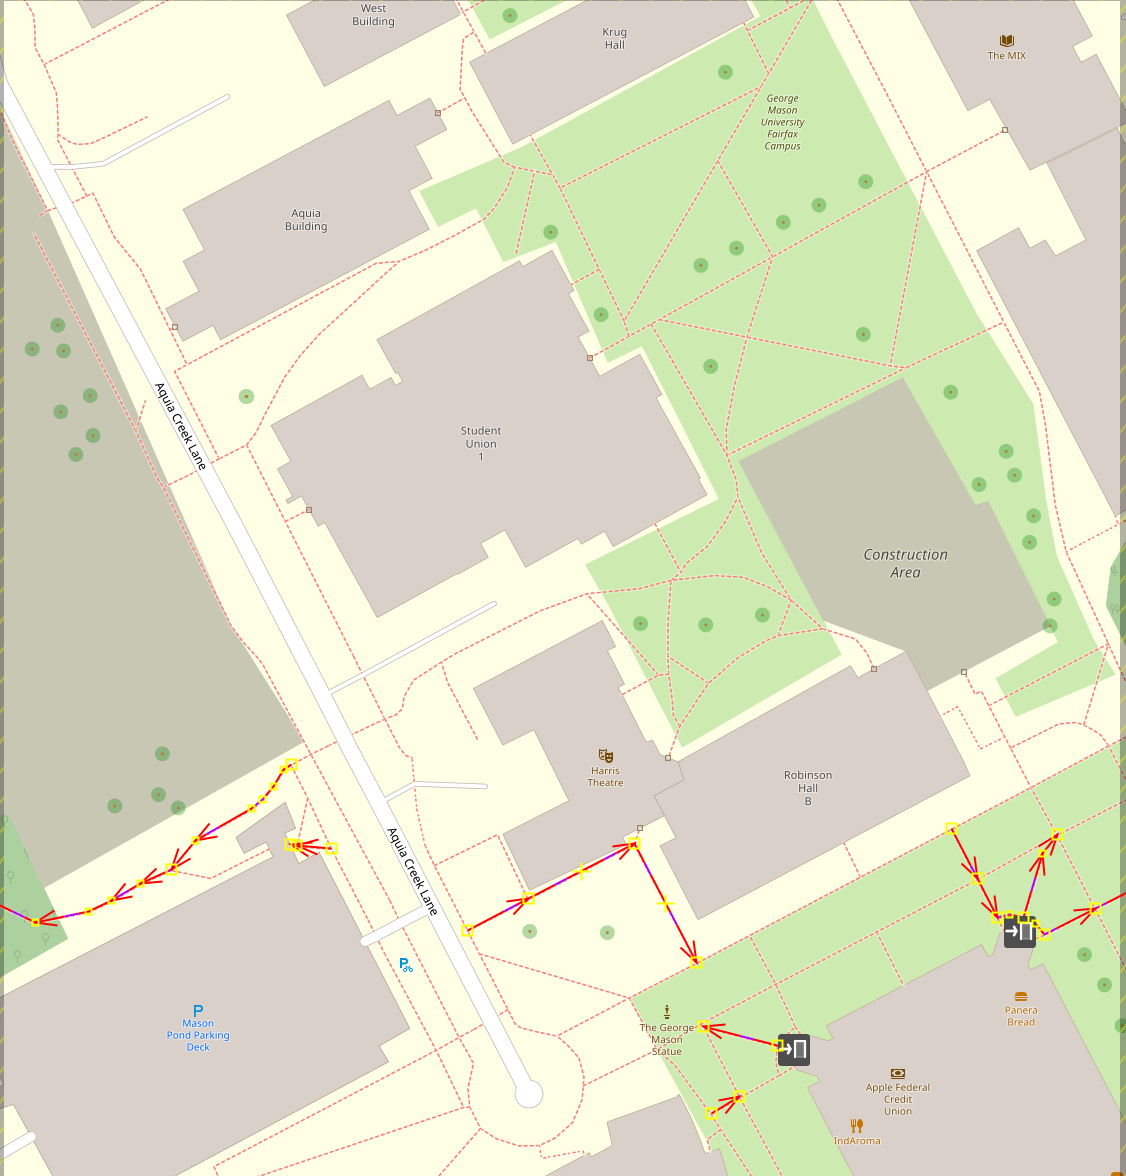 West
Building
Krug
Hall
The MIX
George
Mason
University
Fairfax
Campus
Aquia
Building
Aquia Creek Lane
Student
Union
1
Construction
Area
Harris
Theatre
Robinson
Hall
B
Aquia Creek Lane
P
P
Mason
Pond Parking
Deck
The George
Mason
Statue
Panera
Bread
Apple Federal
Credit
Union
IndAroma